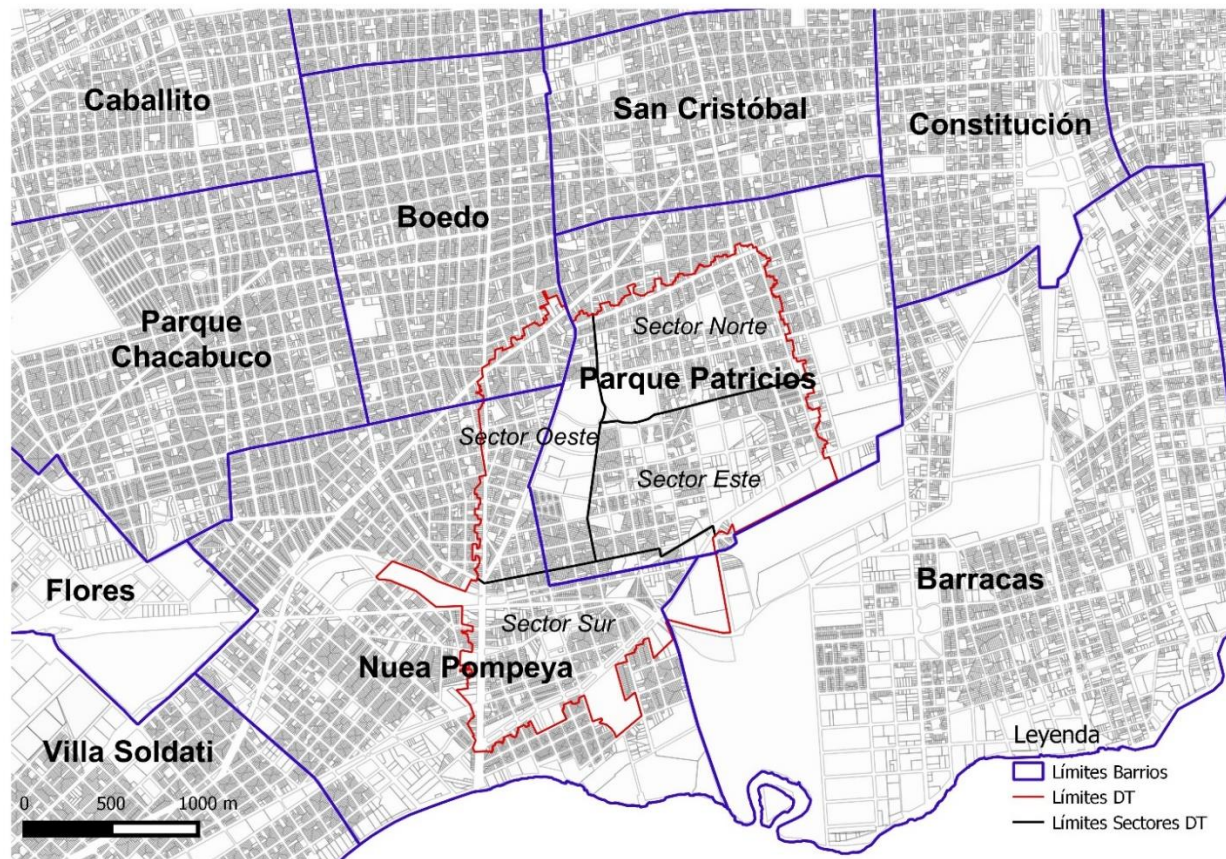 Caballito
San Cristóbal
Constitución
Boedo
Parque
Chacabuco
Sector Norte
Parque Patricios
Sector Oeste
Sector Este
Flores
Barracas
Sector Sur
Nuea Pompeya
Villa Soldati
0 500 1000 m
Leyenda
Límites Barrios
Límites DT
Límites Sectores DT